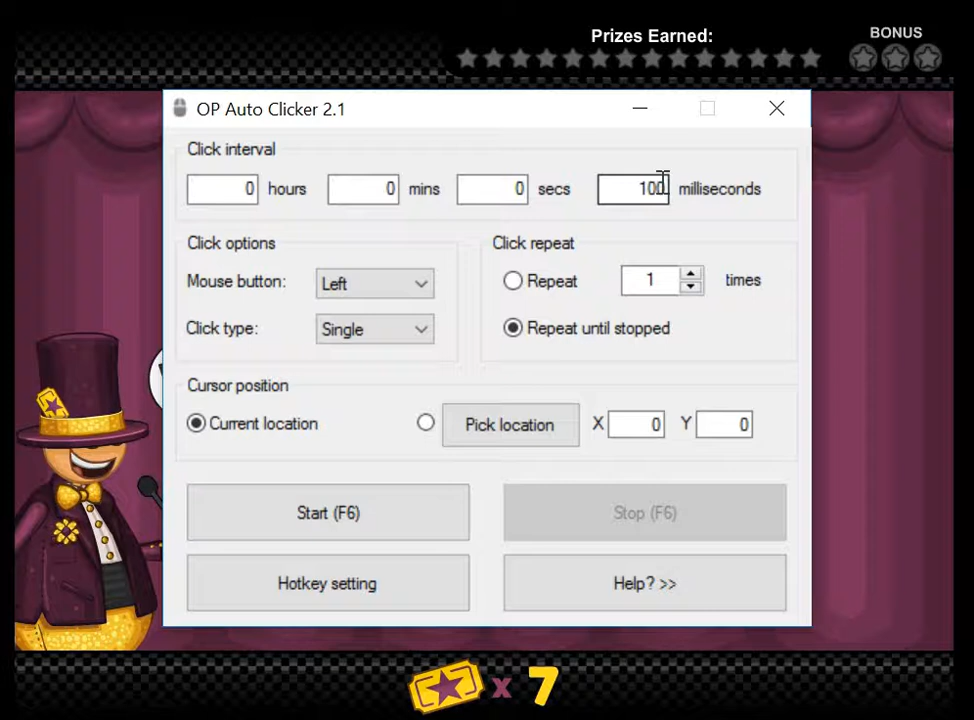 BONUS
Prizes Earned:
OP Auto Clicker 2.1
Click interval
0 hours 0 mins 0 secs 100 milliseconds
Click options
Click repeat
Mouse button: Left
Repeat 1 times
Click type: Single
Repeat until stopped
Cursor position
Current location
Pick location X 0 Y 0
Start (F6)
Stop (F6)
Hotkey setting
Help? >>
x 7